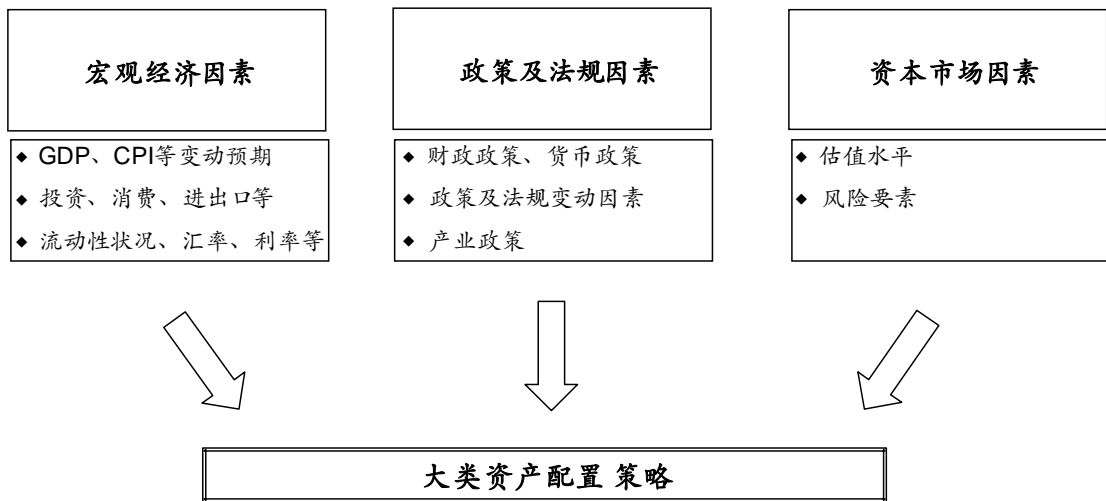 宏观经济因素
◆ GDP、CPI等变动预期
◆ 投资、消费、进出口等
◆ 流动性状况、汇率、利率等
政策及法规因素
◆ 财政政策、货币政策
◆ 政策及法规变动因素
◆ 产业政策
资本市场因素
◆ 估值水平
◆ 风险要素
大类资产配置 策略